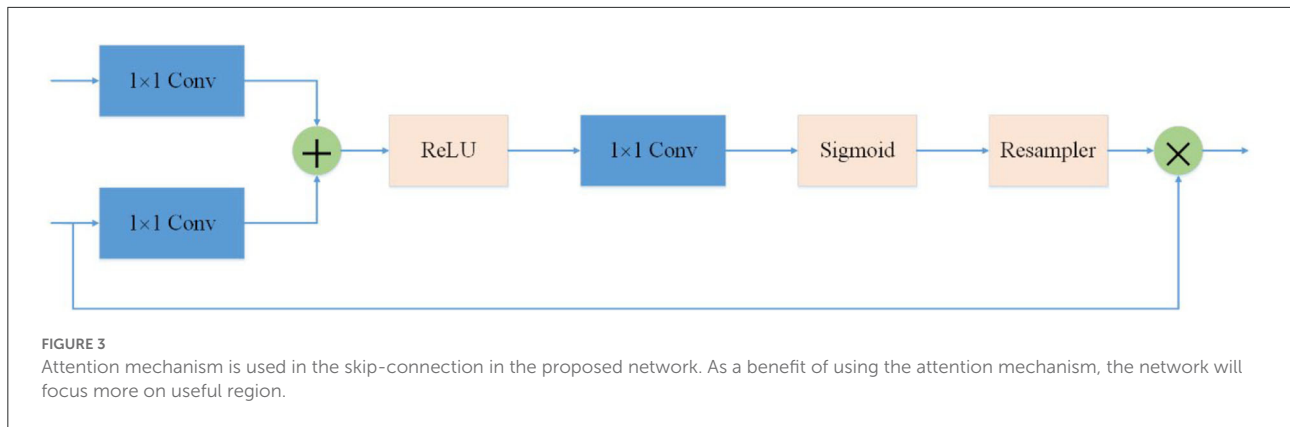 1×1 Conv
+
ReLU
1×1 Conv
Sigmoid
Resampler
×
1×1 Conv
FIGURE 3
Attention mechanism is used in the skip-connection in the proposed network. As a benefit of using the attention mechanism, the network will
focus more on useful region.